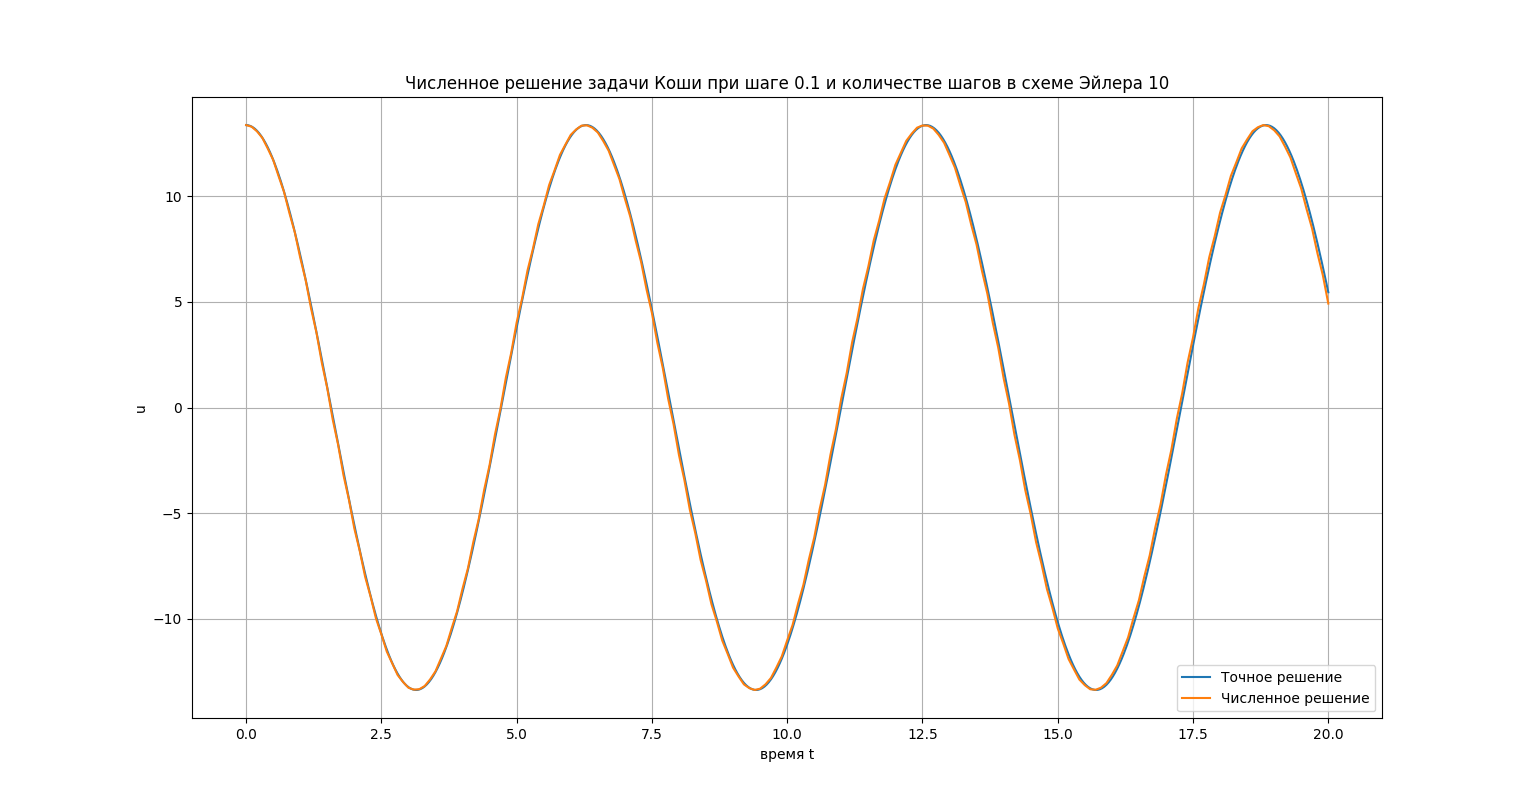 Численное решение задачи Коши при шаге 0.1 и количестве шагов в схеме Эйлера 10
u
10
5
0
−5
−10
0.0 2.5 5.0 7.5 10.0 12.5 15.0 17.5 20.0
время t
Точное решение
Численное решение